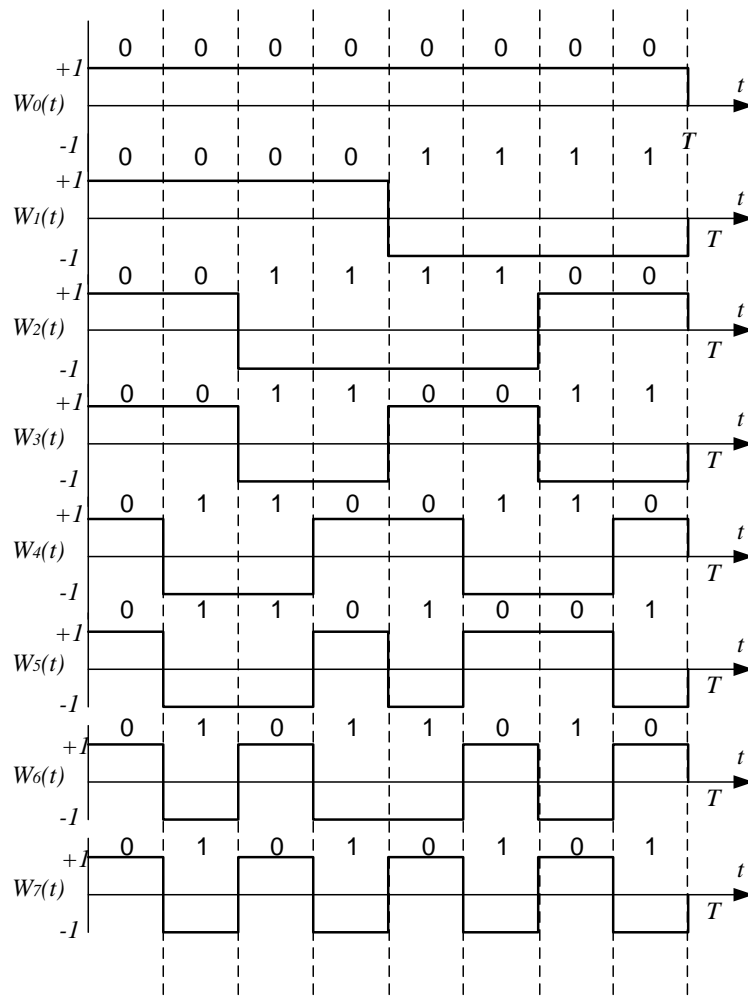 0 0 0 0 0 0 0 0
+1
t
W0(t)
-1
T
0 0 0 0 1 1 1 1
+1
t
W1(t)
T
-1
0 0 1 1 1 1 0 0
+1
t
W2(t)
T
-1
0 0 1 1 0 0 1 1
+1
t
W3(t)
T
-1
0 1 1 0 0 1 1 0
+1
t
W4(t)
T
-1
0 1 1 0 1 0 0 1
+1
t
W5(t)
T
-1
0 1 0 1 1 0 1 0
+1
t
W6(t)
T
-1
0 1 0 1 0 1 0 1
+1
t
W7(t)
T
-1